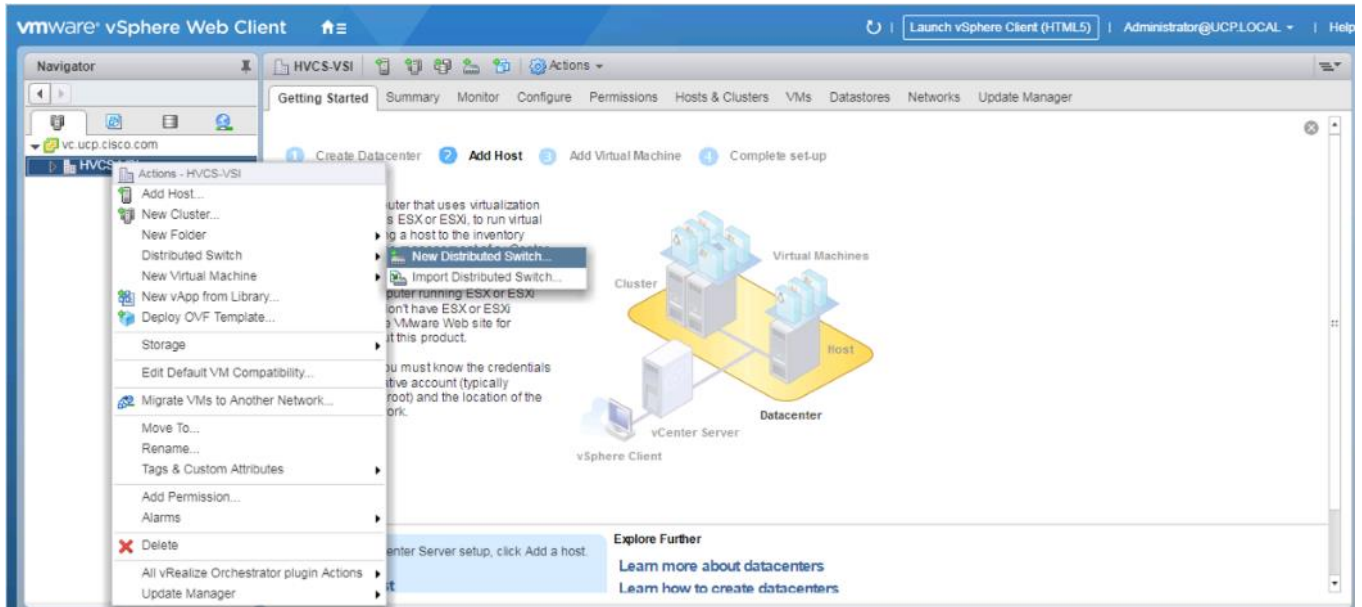 vmware® vSphere Web Client
Launch vSphere Client (HTML5)
Administrator@UCP.LOCAL
Help
Navigator
HVCS-VSI
Actions
Getting Started
Summary
Monitor
Configure
Permissions
Hosts & Clusters
VMs
Datastores
Networks
Update Manager
vc.ucp.cisco.com
1 Create Datacenter
2 Add Host
3 Add Virtual Machine
4 Complete set-up
Actions - HVCS-VSI
Add Host...
New Cluster...
New Folder
Distributed Switch
New Virtual Machine
New vApp from Library...
Deploy OVF Template...
Storage
Edit Default VM Compatibility...
Migrate VMs to Another Network...
Move To...
Rename...
Tags & Custom Attributes
Add Permission...
Alarms
Delete
All vRealize Orchestrator plugin Actions
Update Manager
New Distributed Switch...
Import Distributed Switch...
that uses virtualization
ESX or ESXi, to run virtual
a host to the inventory
running ESX or ESXi
have ESX or ESXi
VMware Web site for
this product.
must know the credentials
account (typically
root) and the location of the
Virtual Machines
Cluster
Host
Datacenter
vCenter Server
vSphere Client
Server setup, click Add a host.
Explore Further
Learn more about datacenters
Learn how to create datacenters